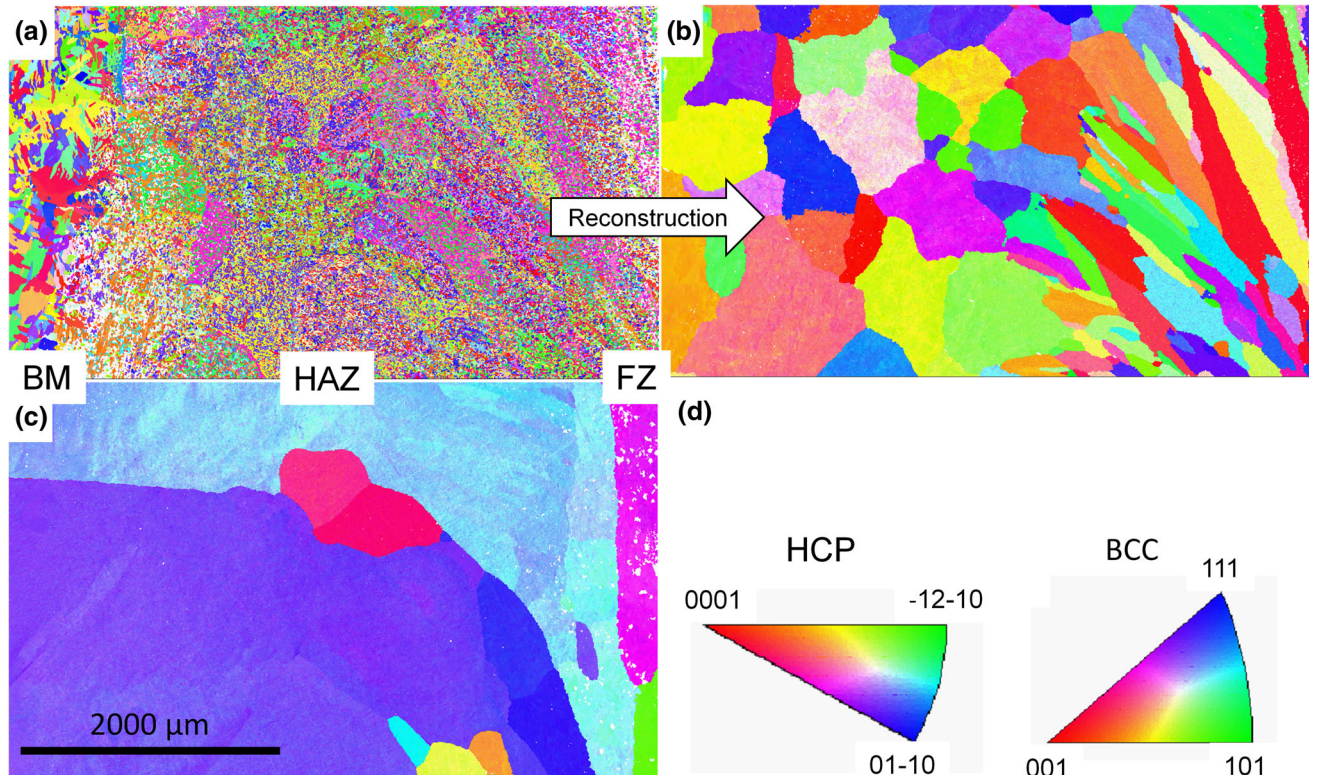 (a)
(b)
Reconstruction
BM
HAZ
FZ
(c)
(d)
2000 µm
HCP
BCC
0001
-12-10
01-10
111
001
101